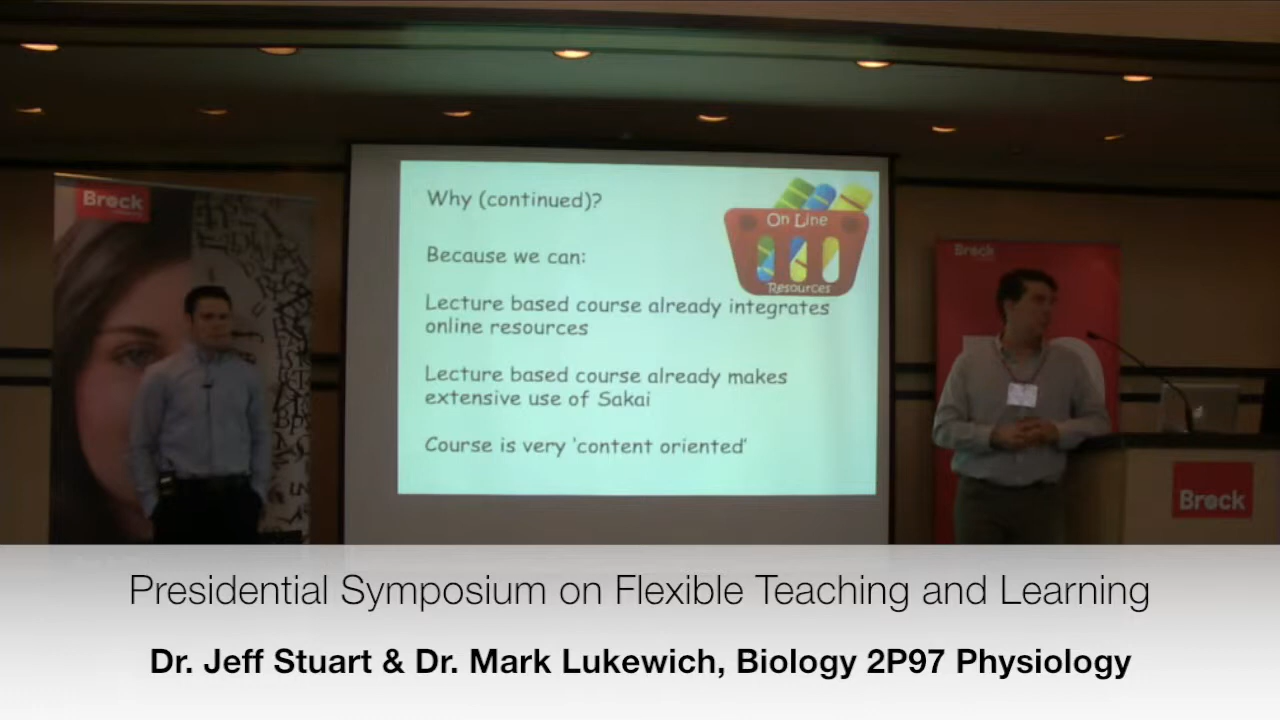 Brock
Why (continued)?
On Line
Resources
Because we can:
Lecture based course already integrates
online resources
Lecture based course already makes
extensive use of Sakai
Course is very 'content oriented'
Brock
Brock
Presidential Symposium on Flexible Teaching and Learning
Dr. Jeff Stuart & Dr. Mark Lukewich, Biology 2P97 Physiology